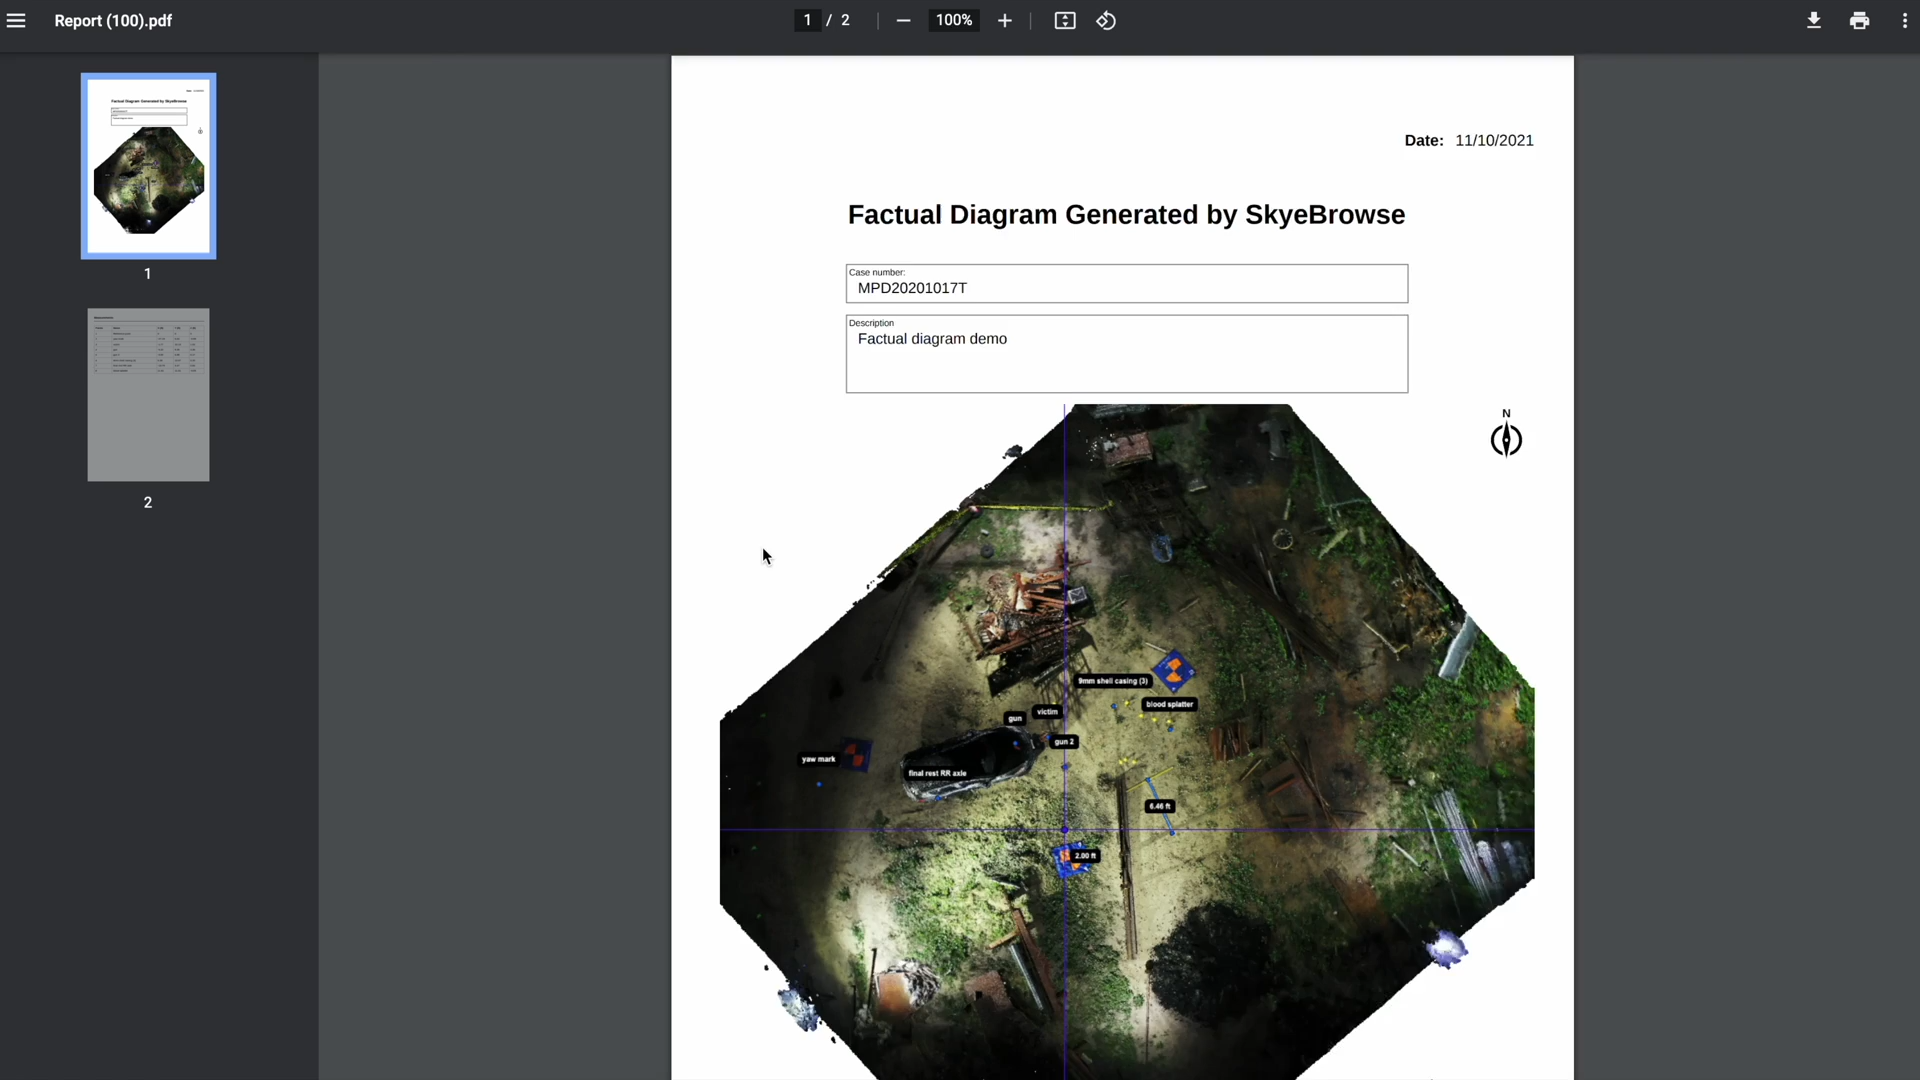 Report (100).pdf
1 / 2
100%
1
2
Date: 11/10/2021
Factual Diagram Generated by SkyeBrowse
Case number:
MPD20201017T
Description
Factual diagram demo
N
9mm shell casing (3)
blood splatter
victim
gun
gun 2
yaw mark
final rest RR axle
6.46 ft
2.00 ft